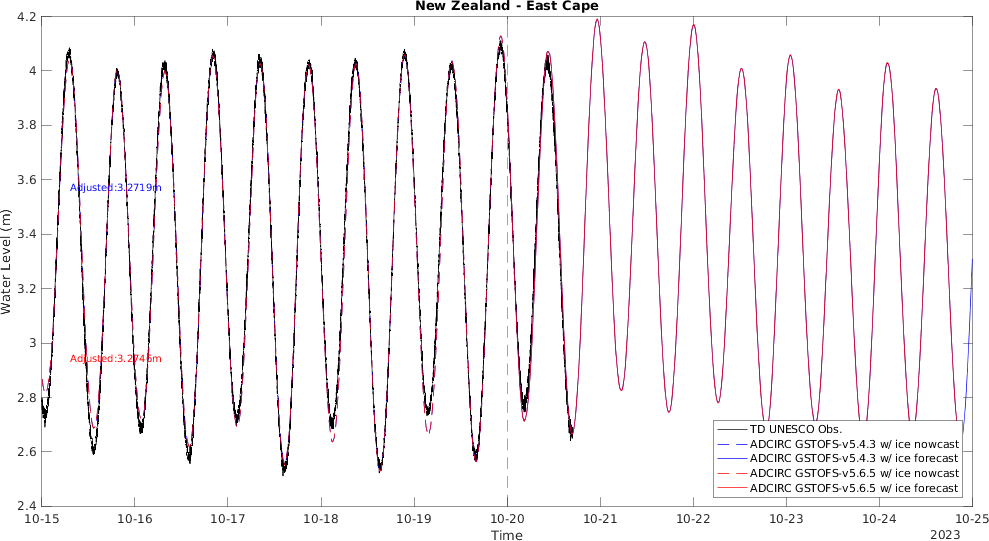 New Zealand - East Cape
4.2
4
3.8
3.6
3.4
3.2
3
2.8
2.6
2.4
Water Level (m)
Adjusted:3.2719m
Adjusted:3.2746m
TD UNESCO Obs.
ADCIRC GSTOFS-v5.4.3 w/ ice nowcast
ADCIRC GSTOFS-v5.4.3 w/ ice forecast
ADCIRC GSTOFS-v5.6.5 w/ ice nowcast
ADCIRC GSTOFS-v5.6.5 w/ ice forecast
10-15 10-16 10-17 10-18 10-19 10-20 10-21 10-22 10-23 10-24 10-25
Time
2023